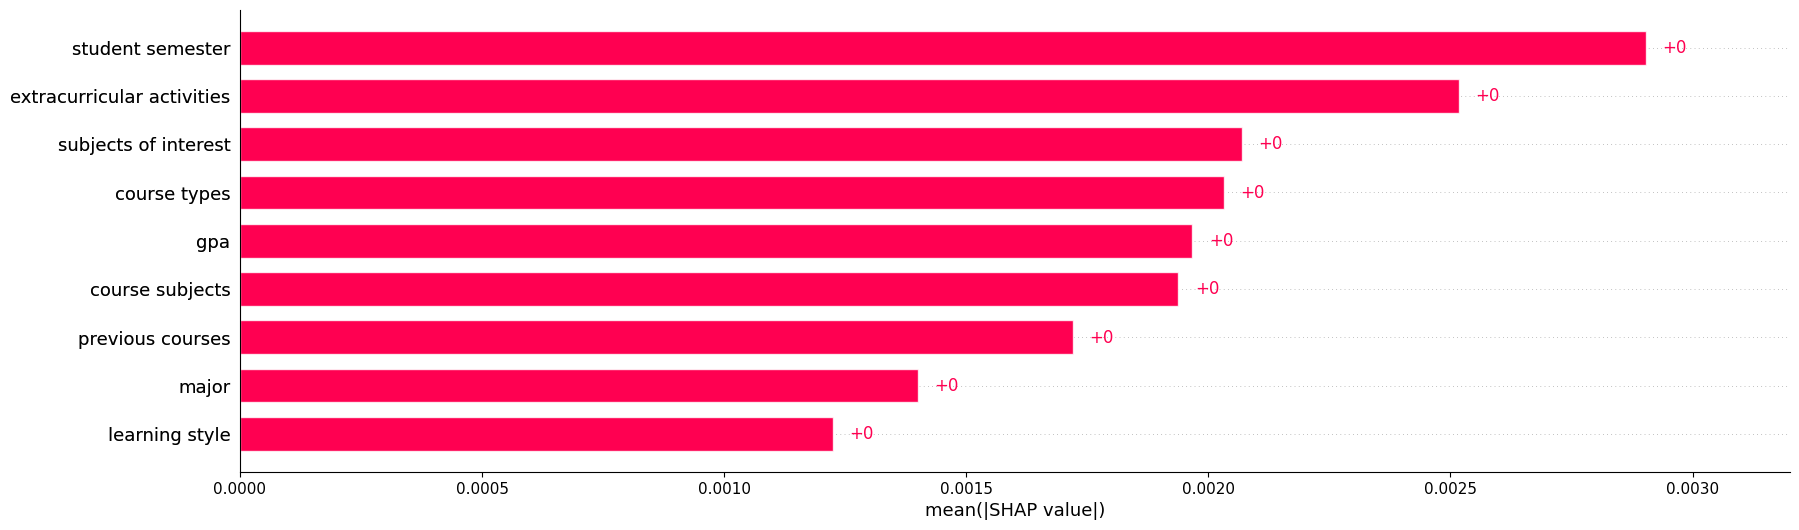 student semester +0
extracurricular activities +0
subjects of interest +0
course types +0
gpa +0
course subjects +0
previous courses +0
major +0
learning style +0
0.0000 0.0005 0.0010 0.0015 0.0020 0.0025 0.0030
mean(|SHAP value|)